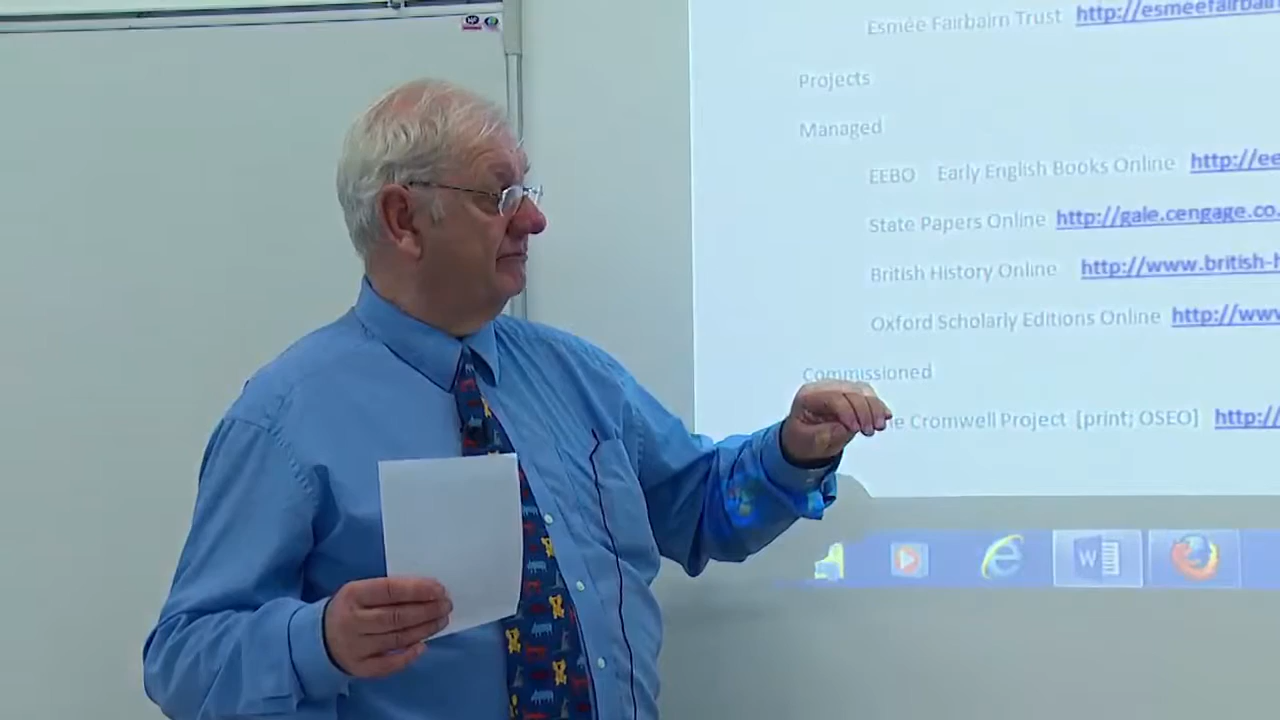 Esmée Fairbairn Trust http://esmeefairbairn
Projects
Managed
EEBO Early English Books Online http://ee
State Papers Online http://gale.cengage.co.
British History Online http://www.british-h
Oxford Scholarly Editions Online http://www
Commissioned
e Cromwell Project [print; OSEO] http://